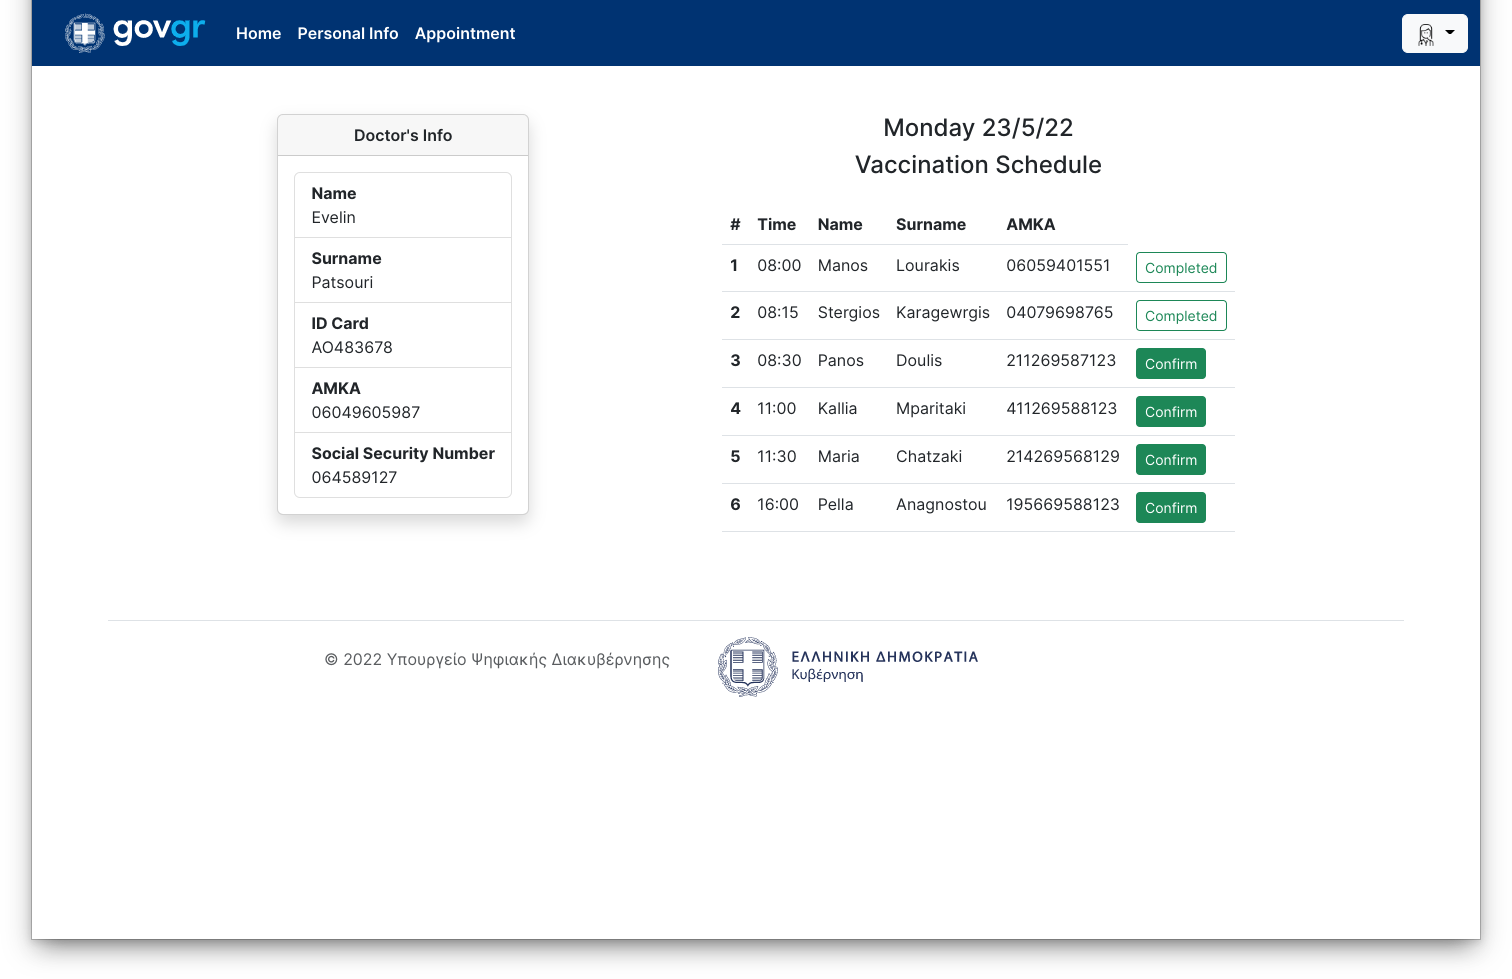 govgr Home Personal Info Appointment
Doctor's Info
Name
Evelin
Surname
Patsouri
ID Card
AO483678
AMKA
06049605987
Social Security Number
064589127
Monday 23/5/22
Vaccination Schedule
# Time Name Surname AMKA
1 08:00 Manos Lourakis 06059401551 Completed
2 08:15 Stergios Karagewrgis 04079698765 Completed
3 08:30 Panos Doulis 211269587123 Confirm
4 11:00 Kallia Mparitaki 411269588123 Confirm
5 11:30 Maria Chatzaki 214269568129 Confirm
6 16:00 Pella Anagnostou 195669588123 Confirm
© 2022 Υπουργείο Ψηφιακής Διακυβέρνησης
ΕΛΛΗΝΙΚΗ ΔΗΜΟΚΡΑΤΙΑ
Κυβέρνηση